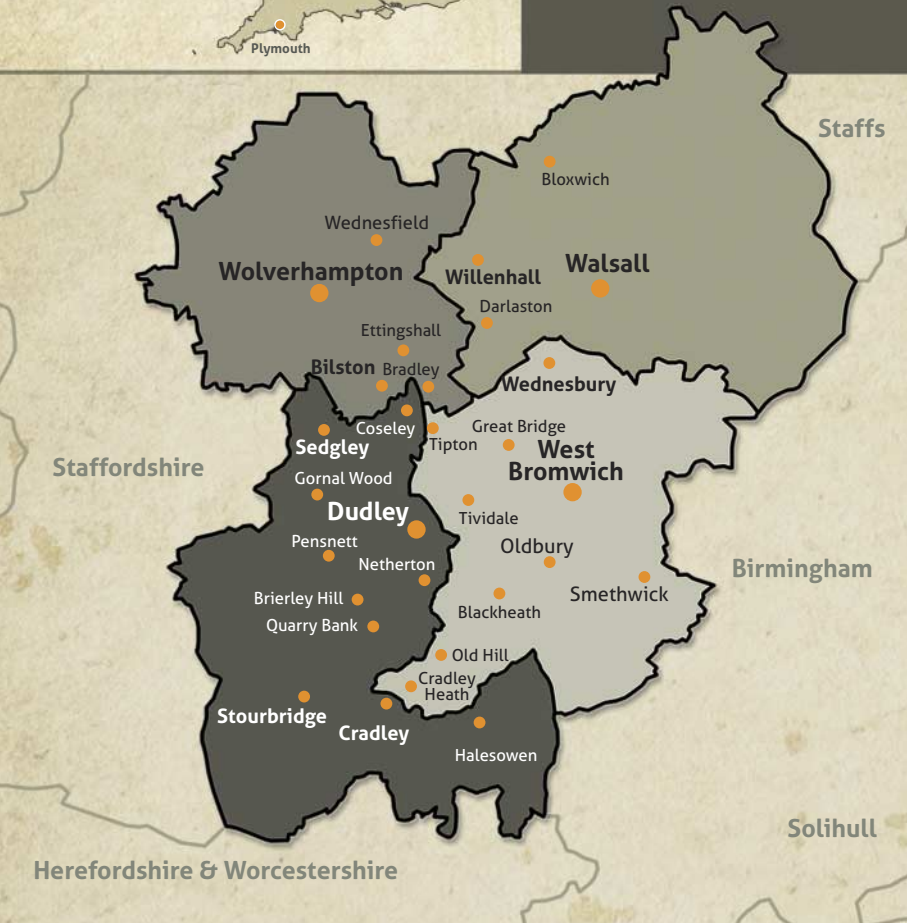 Plymouth
Staffs
Bloxwich
Wednesfield
Wolverhampton
Willenhall
Walsall
Darlaston
Ettingshall
Bilston
Bradley
Wednesbury
Coseley
Sedgley
Tipton
Great Bridge
West
Bromwich
Staffordshire
Gornal Wood
Dudley
Tividale
Pensnett
Oldbury
Netherton
Birmingham
Brierley Hill
Smethwick
Blackheath
Quarry Bank
Old Hill
Cradley
Heath
Stourbridge
Cradley
Halesowen
Solihull
Herefordshire & Worcestershire